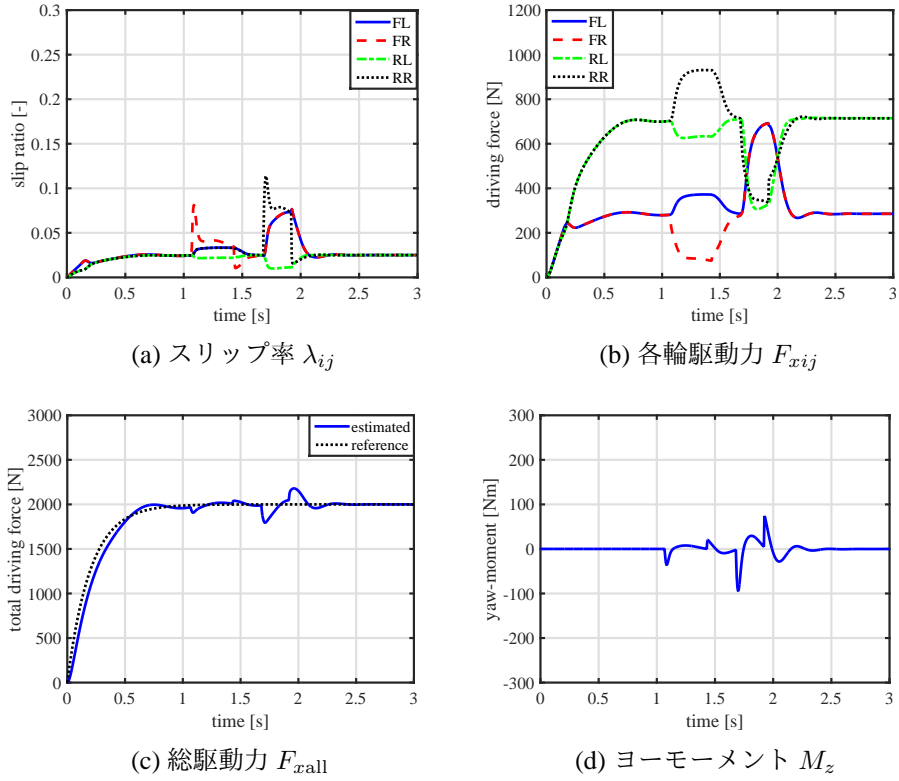 0.3
0.25
0.2
0.15
0.1
0.05
0
slip ratio [-]
FL
FR
RL
RR
0 0.5 1 1.5 2 2.5 3
time [s]
(a) スリップ率 λij
1200
1000
800
600
400
200
0
driving force [N]
FL
FR
RL
RR
0 0.5 1 1.5 2 2.5 3
time [s]
(b) 各輪駆動力 Fxij
3000
2500
2000
1500
1000
500
0
total driving force [N]
estimated
reference
0 0.5 1 1.5 2 2.5 3
time [s]
(c) 総駆動力 Fxall
300
200
100
0
-100
-200
-300
yaw-moment [Nm]
0 0.5 1 1.5 2 2.5 3
time [s]
(d) ヨーモーメント Mz